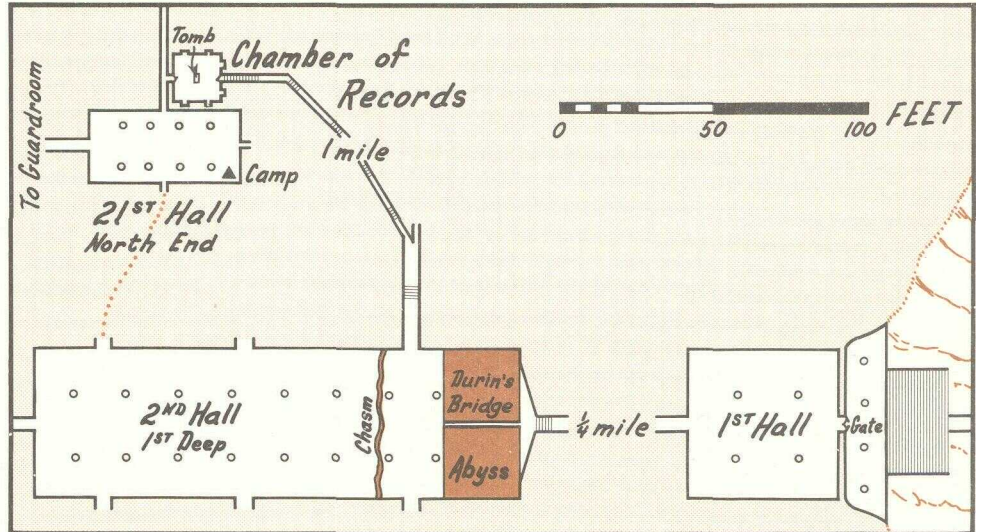 Tomb
Chamber of
Records
FEET
0 50 100
1 mile
To Guardroom
Camp
21ST Hall
North End
Durin's
Bridge
2ND Hall
1ST Deep
Chasm
Abyss
¼ mile
1ST Hall
Gate